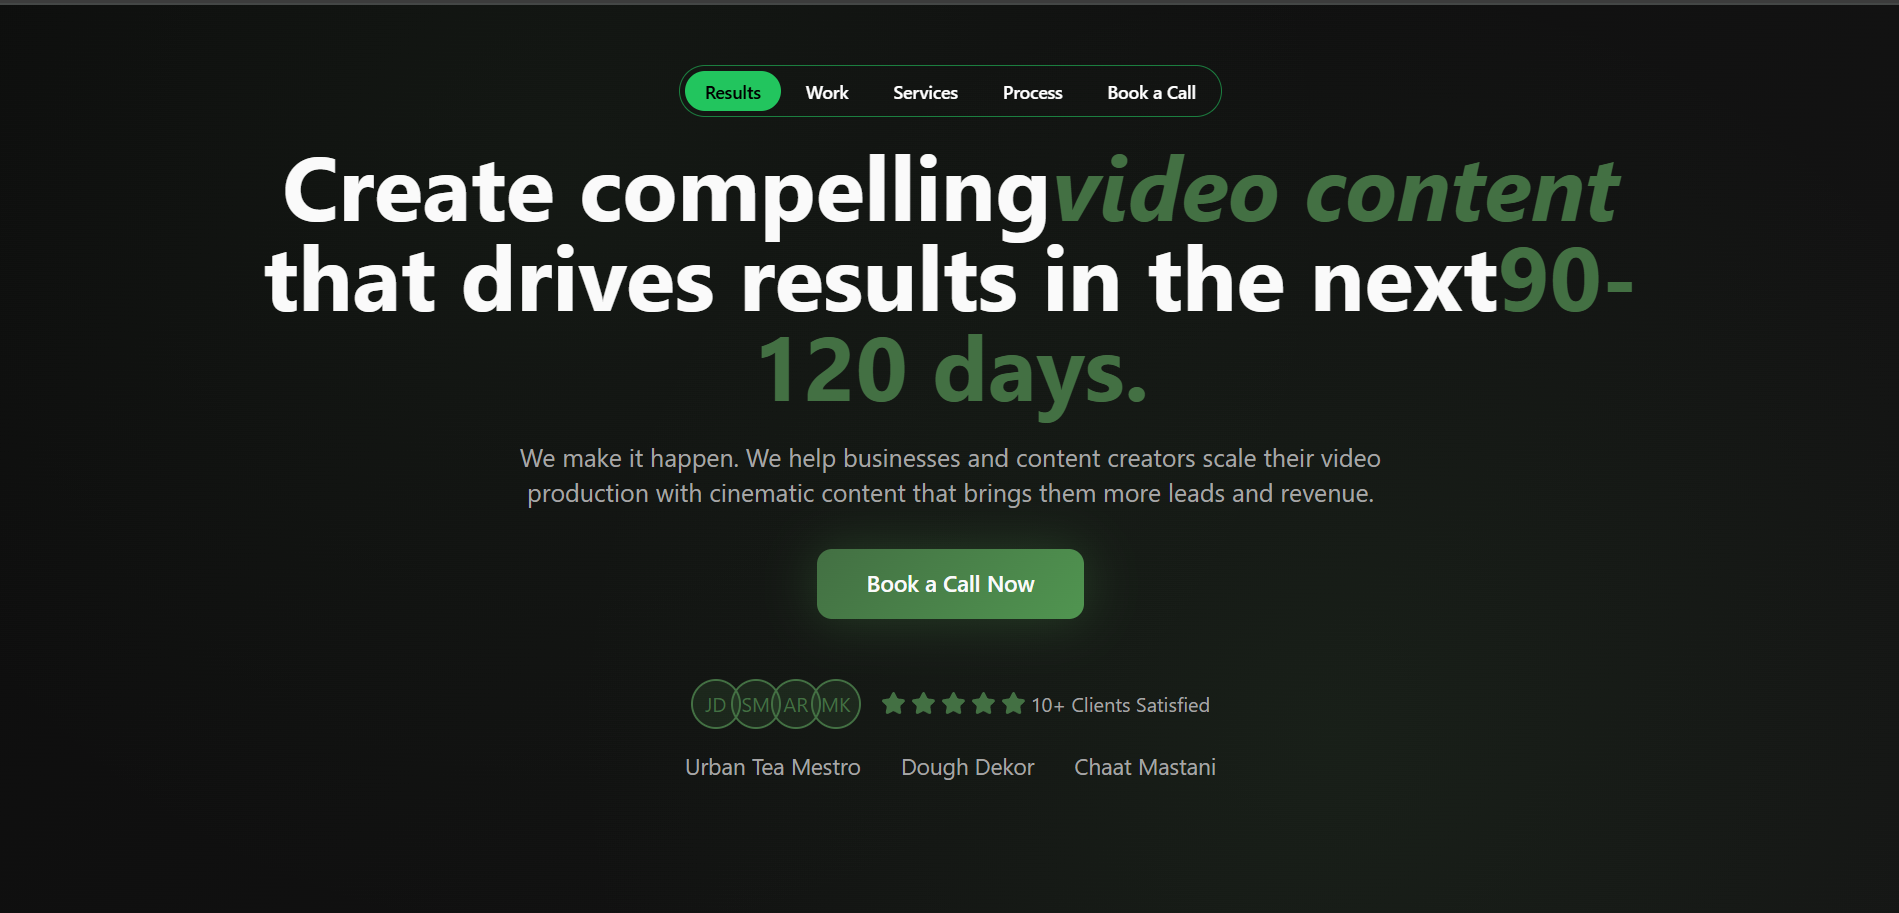 Results Work Services Process Book a Call
Create compellingvideo content
that drives results in the next90-
120 days.
We make it happen. We help businesses and content creators scale their video
production with cinematic content that brings them more leads and revenue.
Book a Call Now
JD SM AR MK 10+ Clients Satisfied
Urban Tea Mestro Dough Dekor Chaat Mastani